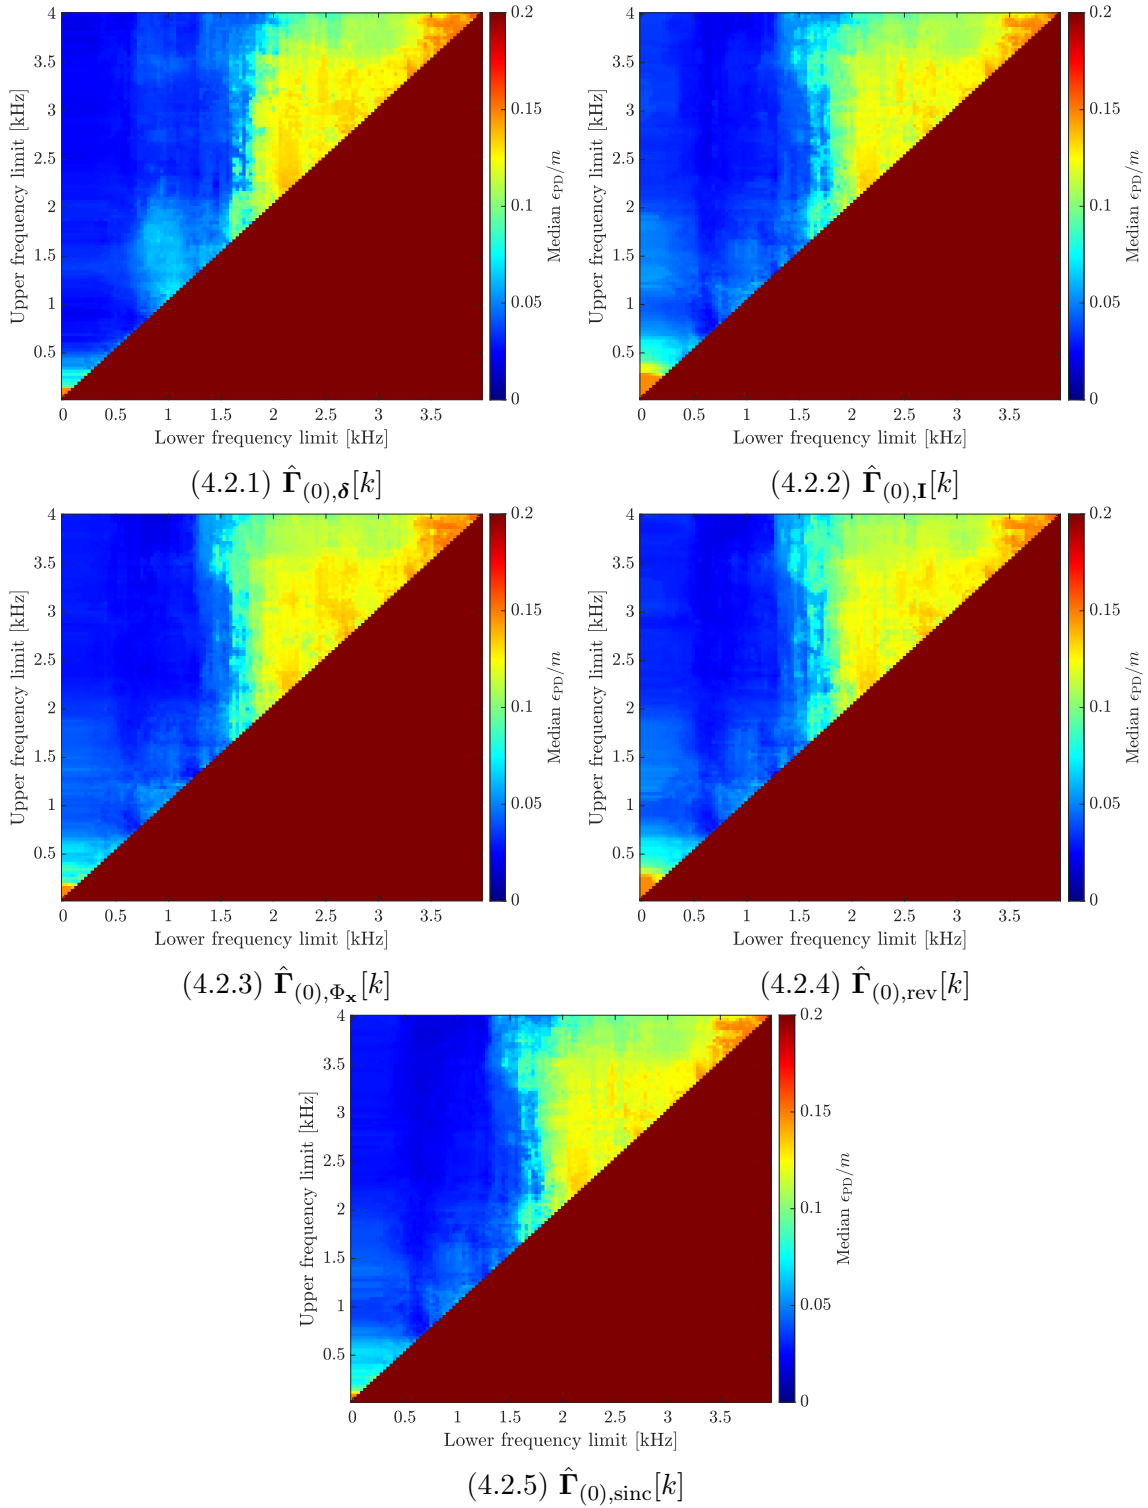 4
3.5
3
2.5
2
1.5
1
0.5
0 0.5 1 1.5 2 2.5 3 3.5
Lower frequency limit [kHz]
Upper frequency limit [kHz]
0.2
0.15
0.1
0.05
0
Median ϵPD/m
(4.2.1) Γ̂(0),δ[k]
4
3.5
3
2.5
2
1.5
1
0.5
0 0.5 1 1.5 2 2.5 3 3.5
Lower frequency limit [kHz]
Upper frequency limit [kHz]
0.2
0.15
0.1
0.05
0
Median ϵPD/m
(4.2.2) Γ̂(0),I[k]
4
3.5
3
2.5
2
1.5
1
0.5
0 0.5 1 1.5 2 2.5 3 3.5
Lower frequency limit [kHz]
Upper frequency limit [kHz]
0.2
0.15
0.1
0.05
0
Median ϵPD/m
(4.2.3) Γ̂(0),Φx[k]
4
3.5
3
2.5
2
1.5
1
0.5
0 0.5 1 1.5 2 2.5 3 3.5
Lower frequency limit [kHz]
Upper frequency limit [kHz]
0.2
0.15
0.1
0.05
0
Median ϵPD/m
(4.2.4) Γ̂(0),rev[k]
4
3.5
3
2.5
2
1.5
1
0.5
0 0.5 1 1.5 2 2.5 3 3.5
Lower frequency limit [kHz]
Upper frequency limit [kHz]
0.2
0.15
0.1
0.05
0
Median ϵPD/m
(4.2.5) Γ̂(0),sinc[k]